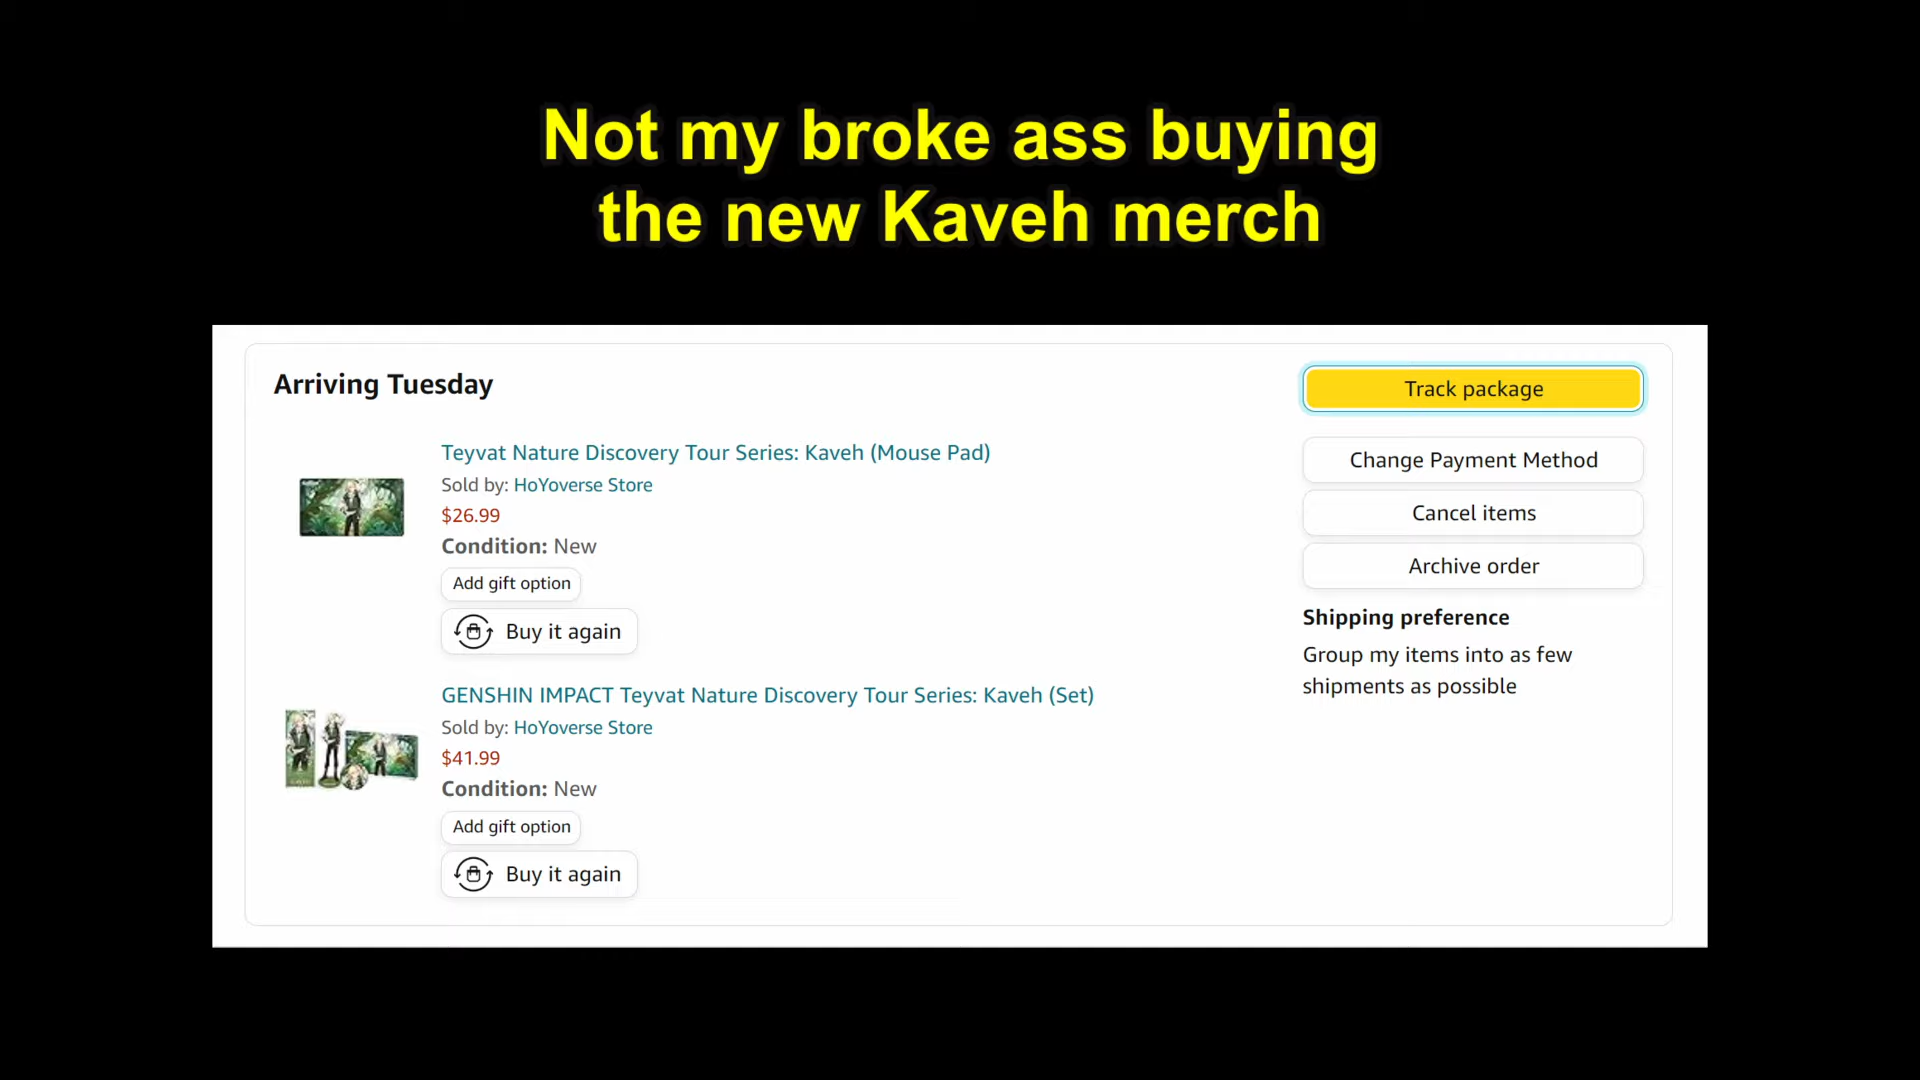 Not my broke ass buying
the new Kaveh merch
Arriving Tuesday
Teyvat Nature Discovery Tour Series: Kaveh (Mouse Pad)
Sold by: HoYoverse Store
$26.99
Condition: New
Add gift option
Buy it again
GENSHIN IMPACT Teyvat Nature Discovery Tour Series: Kaveh (Set)
Sold by: HoYoverse Store
$41.99
Condition: New
Add gift option
Buy it again
Track package
Change Payment Method
Cancel items
Archive order
Shipping preference
Group my items into as few
shipments as possible